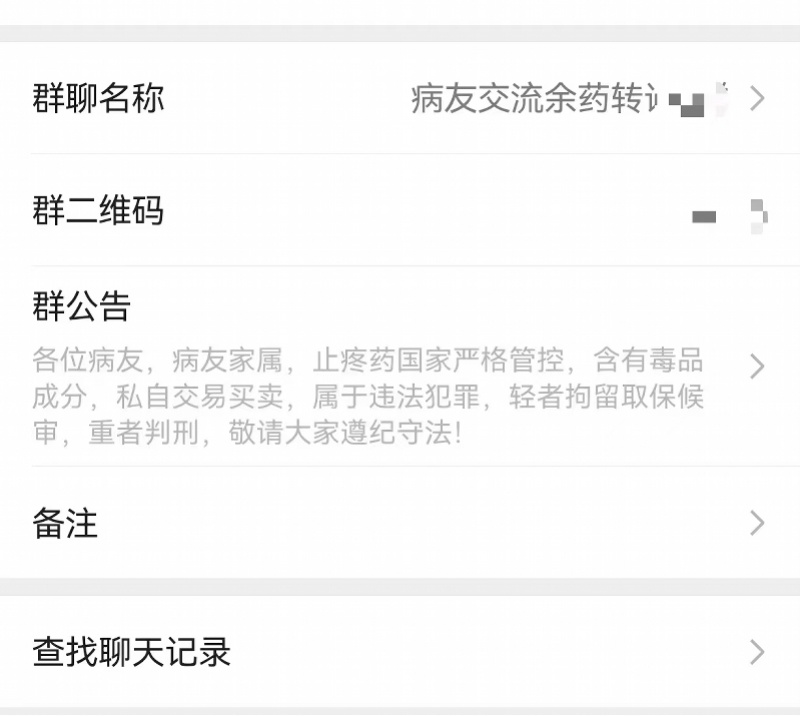 群聊名称
病友交流余药转
群二维码
群公告
各位病友，病友家属，止疼药国家严格管控，含有毒品
成分，私自交易买卖，属于违法犯罪，轻者拘留取保候
审，重者判刑，敬请大家遵纪守法！
备注
查找聊天记录